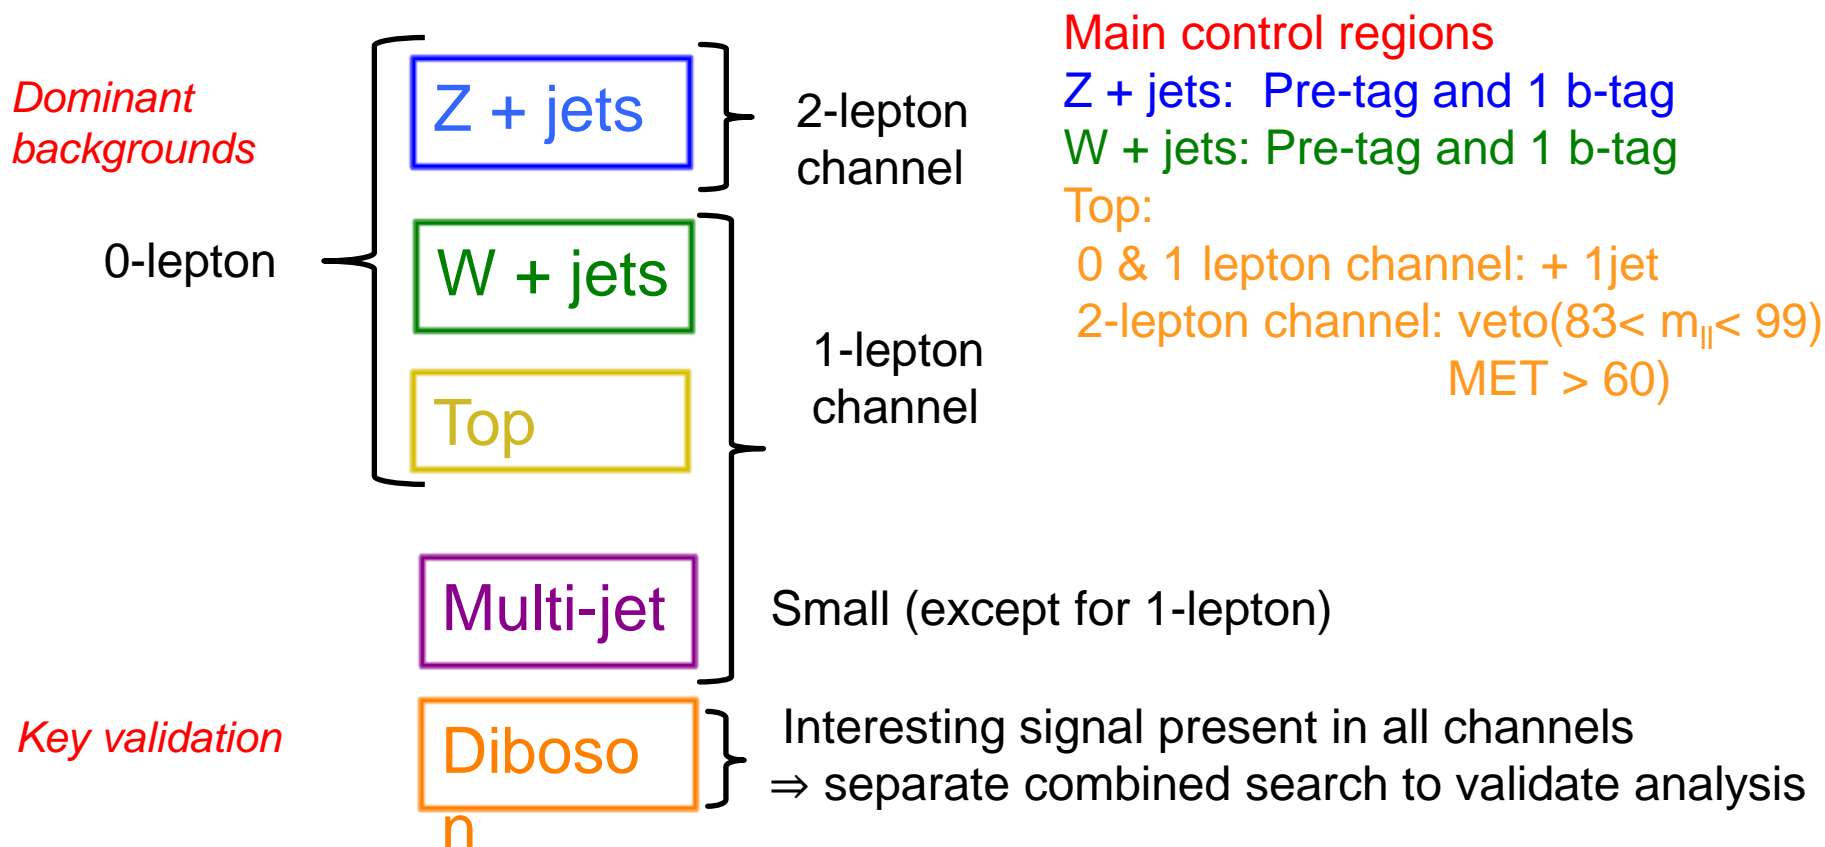 Dominant
backgrounds
0-lepton
Z + jets
W + jets
Top
Multi-jet
Key validation
Diboso
n
2-lepton
channel
1-lepton
channel
Small (except for 1-lepton)
Interesting signal present in all channels
⇒ separate combined search to validate analysis
Main control regions
Z + jets: Pre-tag and 1 b-tag
W + jets: Pre-tag and 1 b-tag
Top:
0 & 1 lepton channel: + 1jet
2-lepton channel: veto(83< mll< 99)
MET > 60)